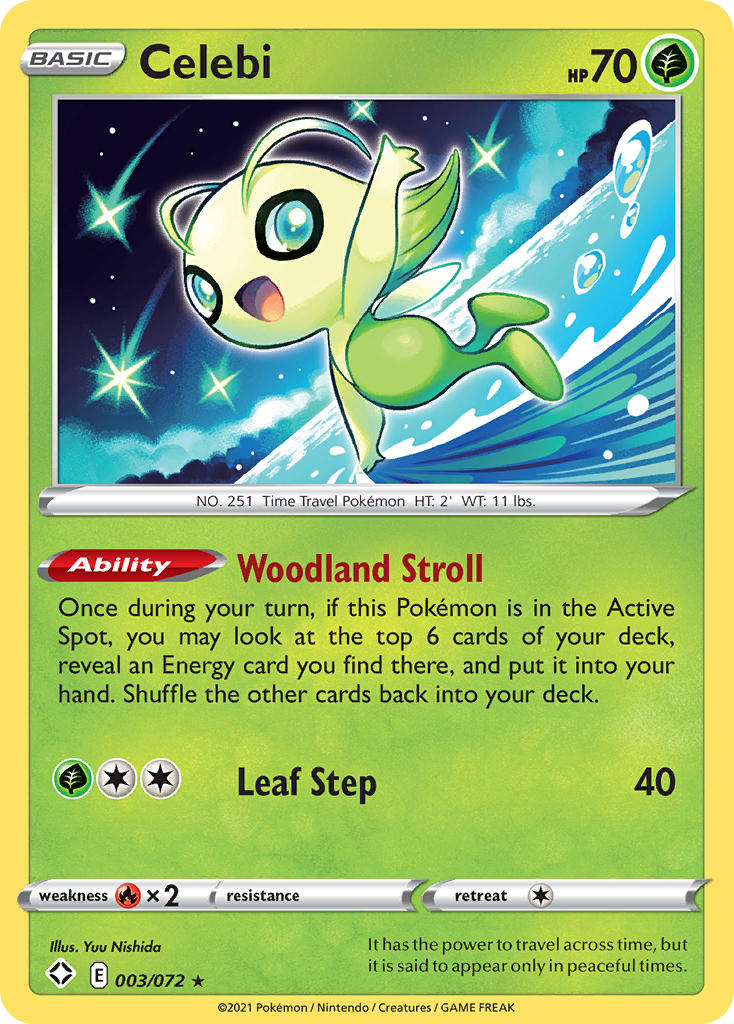 BASIC Celebi HP 70
NO. 251 Time Travel Pokémon HT: 2' WT: 11 lbs.
Ability Woodland Stroll
Once during your turn, if this Pokémon is in the Active
Spot, you may look at the top 6 cards of your deck,
reveal an Energy card you find there, and put it into your
hand. Shuffle the other cards back into your deck.
Leaf Step 40
weakness ×2 resistance retreat
Illus. Yuu Nishida
It has the power to travel across time, but
it is said to appear only in peaceful times.
E 003/072 ★
©2021 Pokémon / Nintendo / Creatures / GAME FREAK